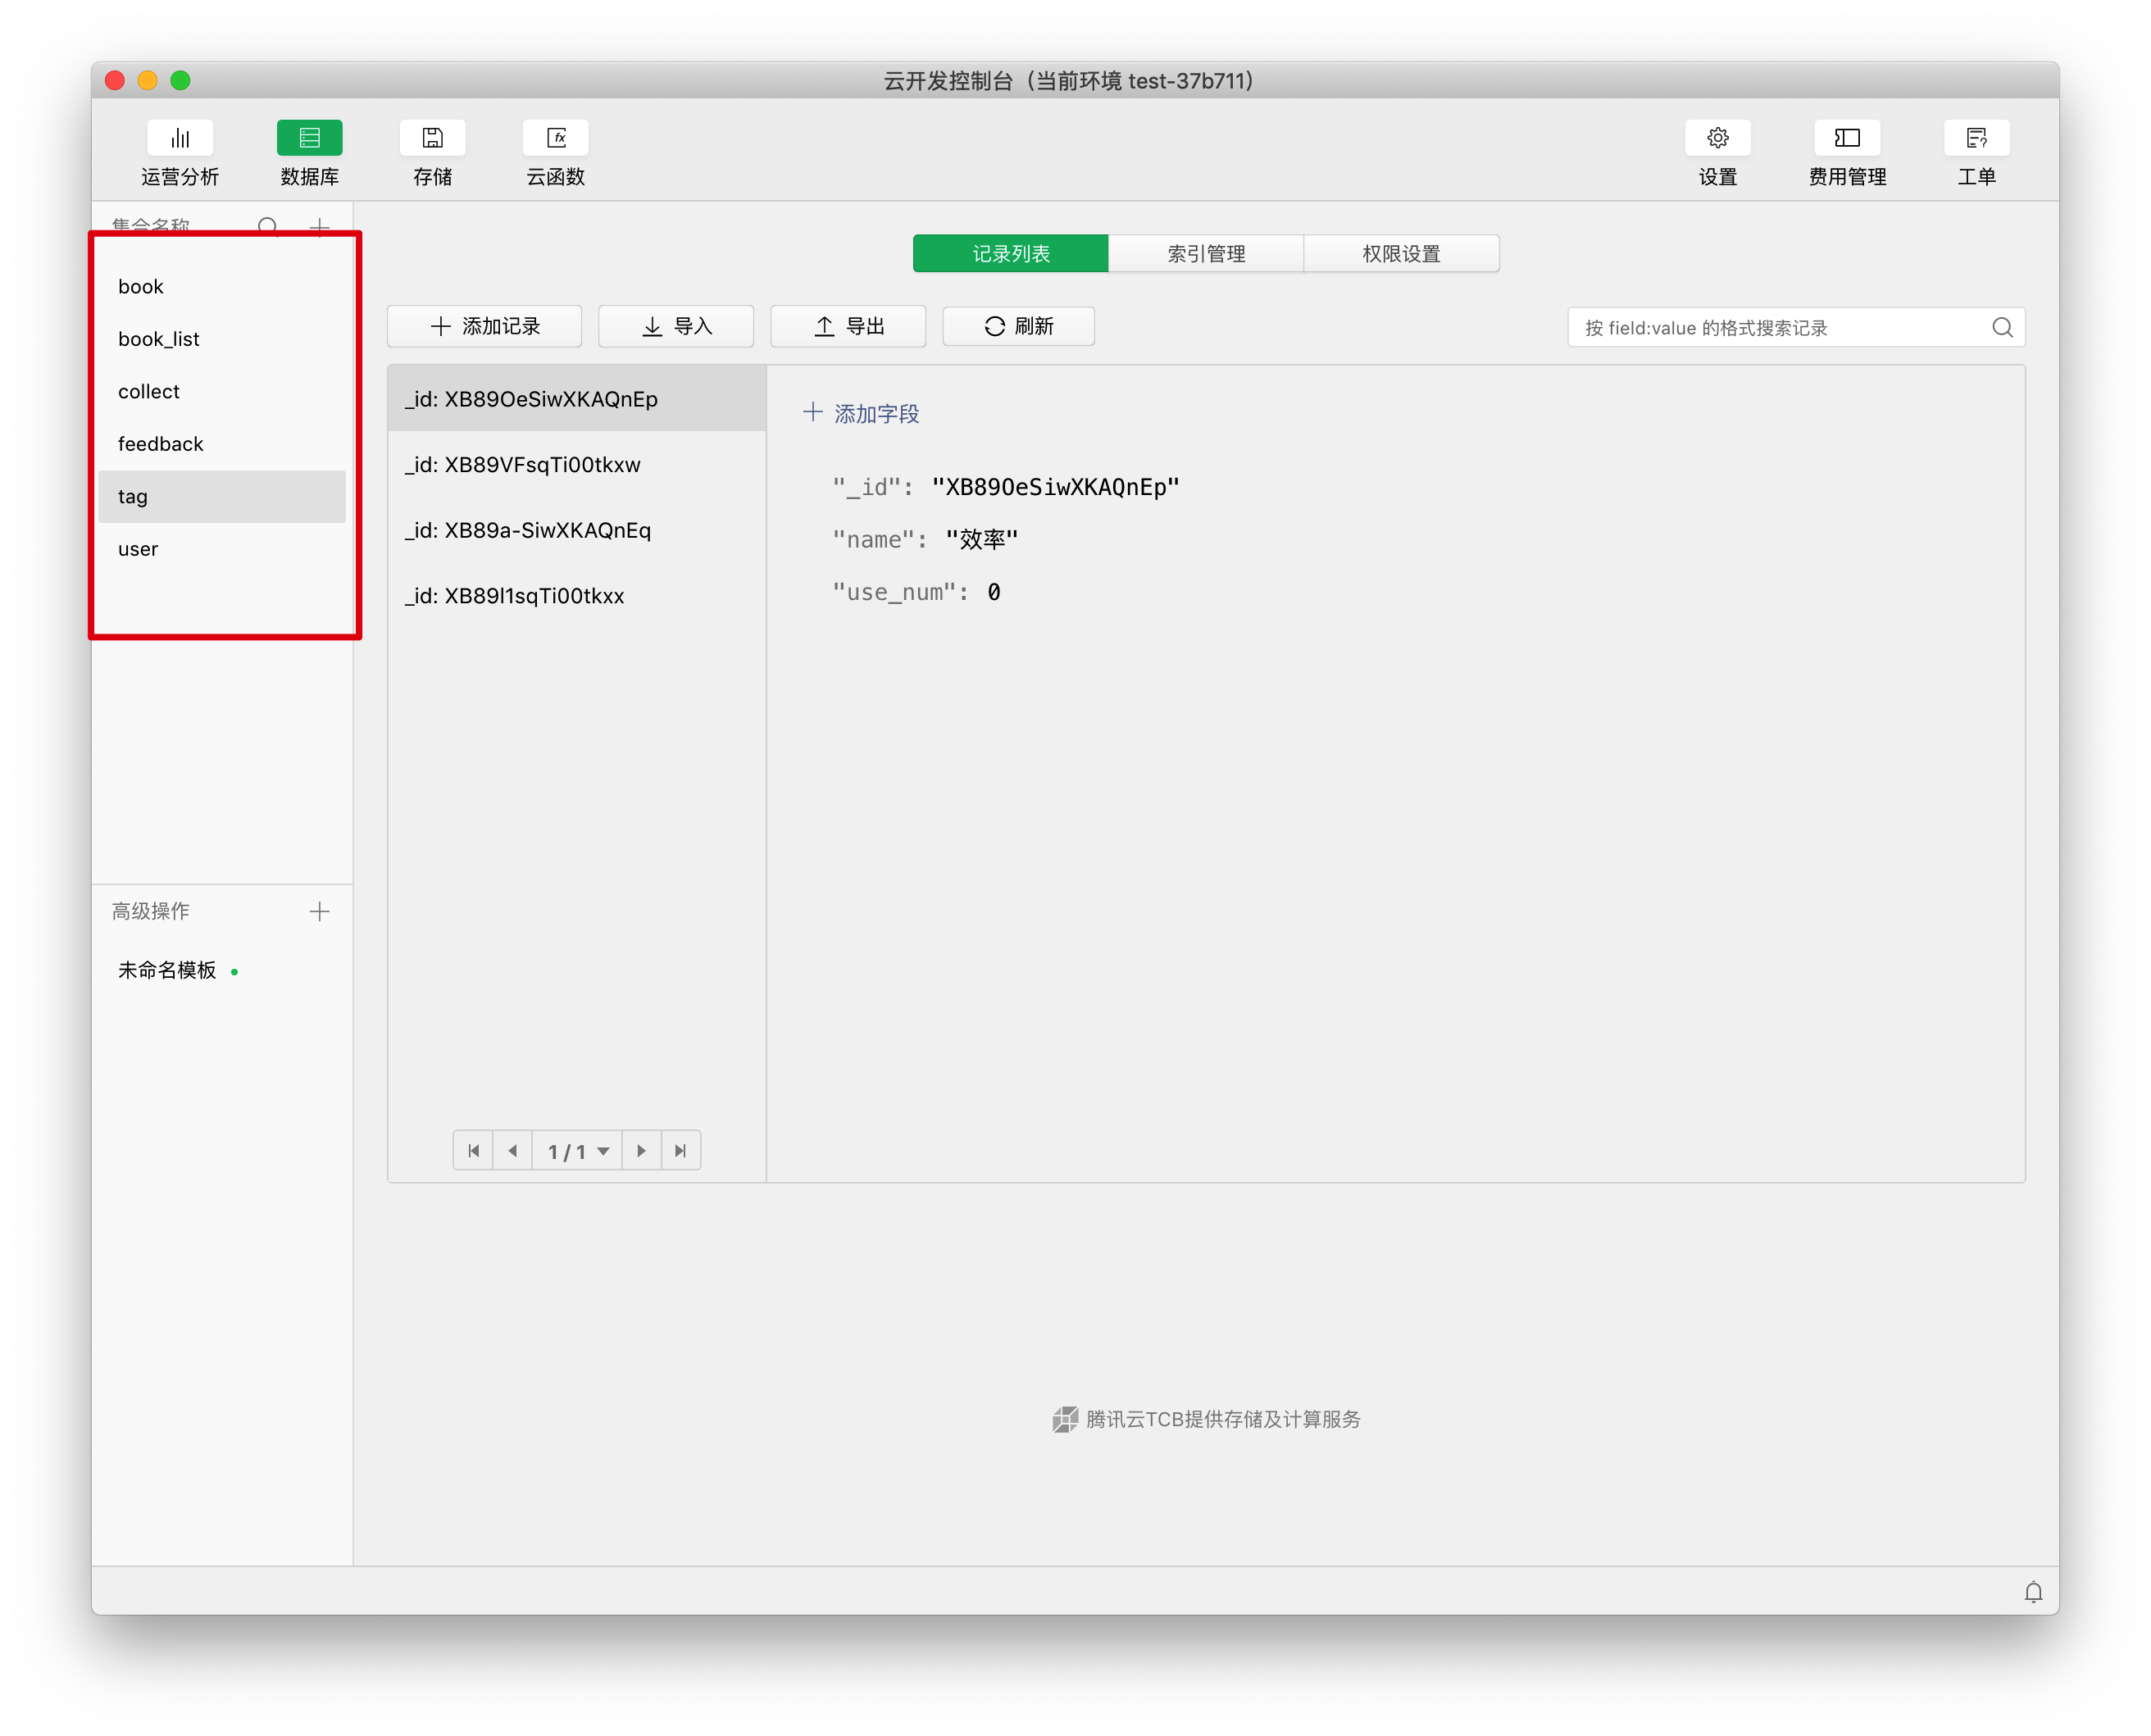 云开发控制台（当前环境 test-37b711）
运营分析
数据库
存储
云函数
设置
费用管理
工单
集合名称
book
book_list
collect
feedback
tag
user
高级操作
未命名模板
记录列表
索引管理
权限设置
添加记录
导入
导出
刷新
按 field:value 的格式搜索记录
_id: XB89OeSiwXKAQnEp
_id: XB89VFsqTi00tkxw
_id: XB89a-SiwXKAQnEq
_id: XB89l1sqTi00tkxx
1 / 1
添加字段
"_id": "XB89OeSiwXKAQnEp"
"name": "效率"
"use_num": 0
腾讯云TCB提供存储及计算服务